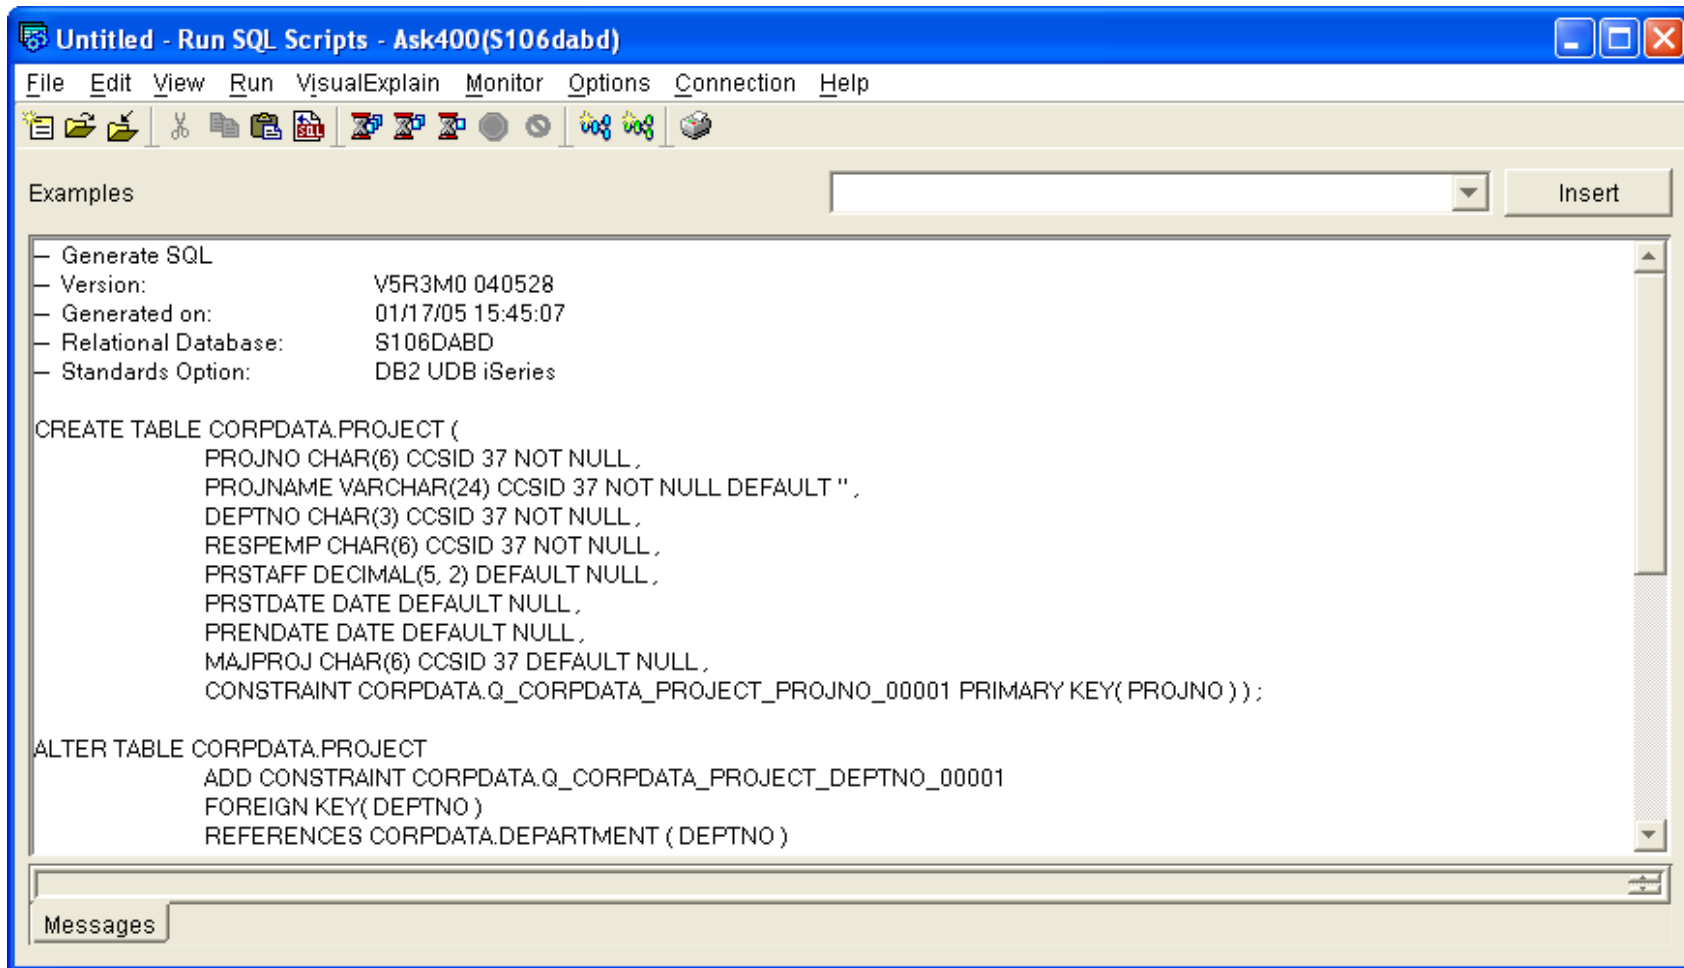 Untitled - Run SQL Scripts - Ask400(S106dabd)
File Edit View Run VisualExplain Monitor Options Connection Help
Examples
Insert
– Generate SQL
– Version: V5R3M0 040528
– Generated on: 01/17/05 15:45:07
– Relational Database: S106DABD
– Standards Option: DB2 UDB iSeries
CREATE TABLE CORPDATA.PROJECT (
PROJNO CHAR(6) CCSID 37 NOT NULL ,
PROJNAME VARCHAR(24) CCSID 37 NOT NULL DEFAULT '' ,
DEPTNO CHAR(3) CCSID 37 NOT NULL ,
RESPEMP CHAR(6) CCSID 37 NOT NULL ,
PRSTAFF DECIMAL(5, 2) DEFAULT NULL ,
PRSTDATE DATE DEFAULT NULL ,
PRENDATE DATE DEFAULT NULL ,
MAJPROJ CHAR(6) CCSID 37 DEFAULT NULL ,
CONSTRAINT CORPDATA.Q_CORPDATA_PROJECT_PROJNO_00001 PRIMARY KEY( PROJNO ) ) ;
ALTER TABLE CORPDATA.PROJECT
ADD CONSTRAINT CORPDATA.Q_CORPDATA_PROJECT_DEPTNO_00001
FOREIGN KEY( DEPTNO )
REFERENCES CORPDATA.DEPARTMENT ( DEPTNO )
Messages